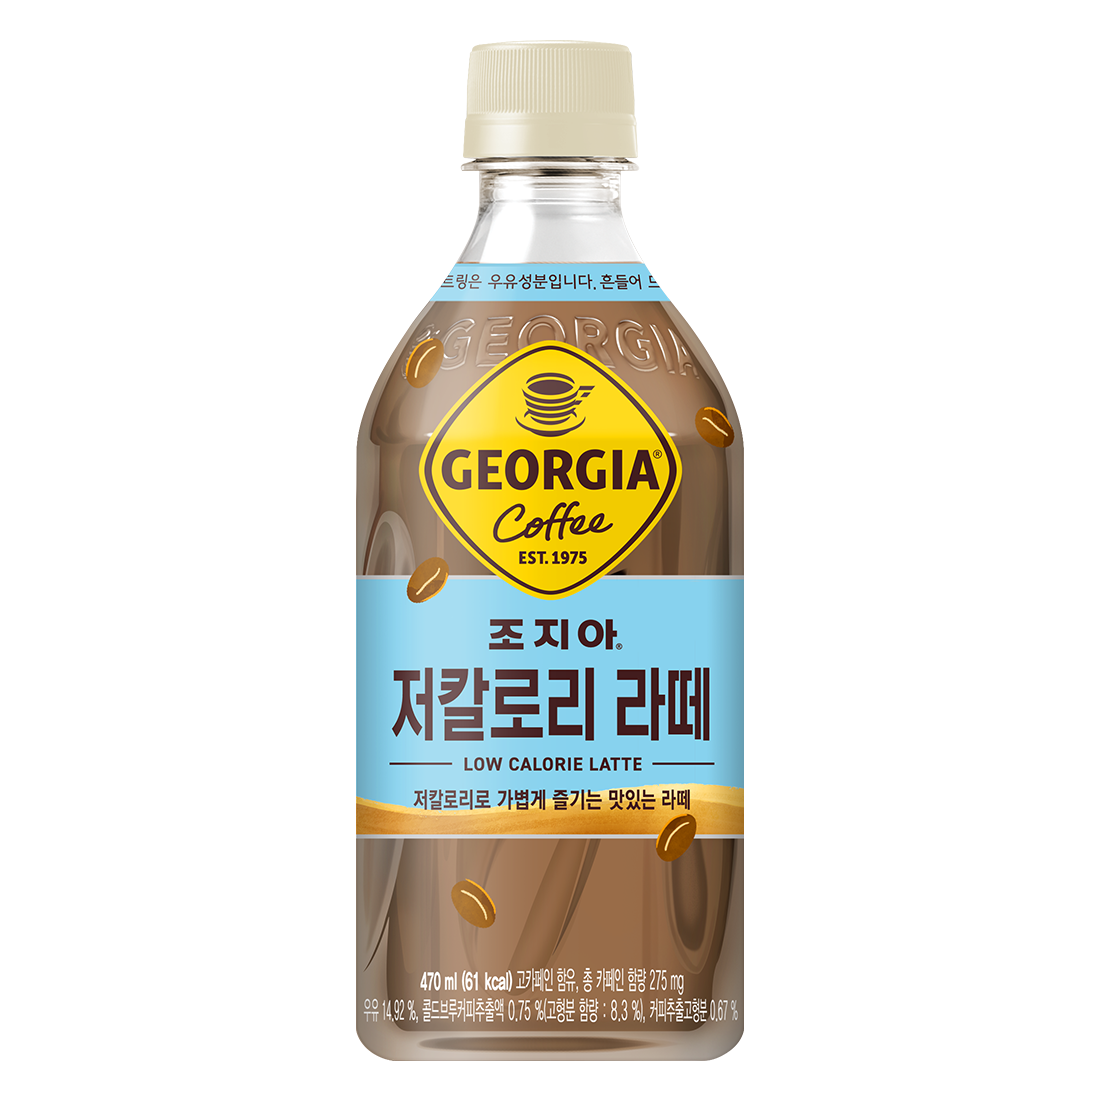 트링은 우유성분입니다. 흔들어
GEORGIA
GEORGIA®
Coffee
EST. 1975
조지아®
저칼로리 라떼
LOW CALORIE LATTE
저칼로리로 가볍게 즐기는 맛있는 라떼
470 ml (61 kcal) 고카페인 함유, 총 카페인 함량 275 mg
우유 14.92 %, 콜드브루커피추출액 0.75 %(고형분 함량 : 8.3 %), 커피추출고형분 0.67 %